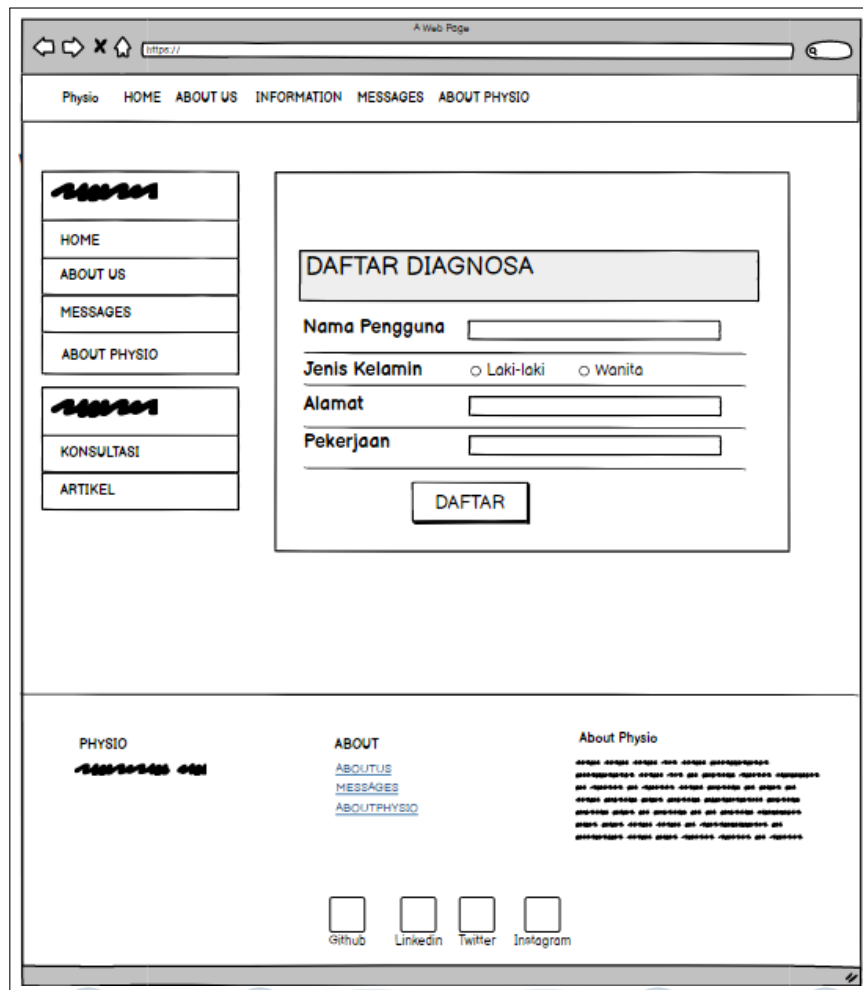 A Web Page
https://
Physio HOME ABOUT US INFORMATION MESSAGES ABOUT PHYSIO
HOME
ABOUT US
MESSAGES
ABOUT PHYSIO
KONSULTASI
ARTIKEL
DAFTAR DIAGNOSA
Nama Pengguna
Jenis Kelamin Laki-laki Wanita
Alamat
Pekerjaan
DAFTAR
PHYSIO
ABOUT
ABOUTUS
MESSAGES
ABOUTPHYSIO
About Physio
Github Linkedin Twitter Instagram